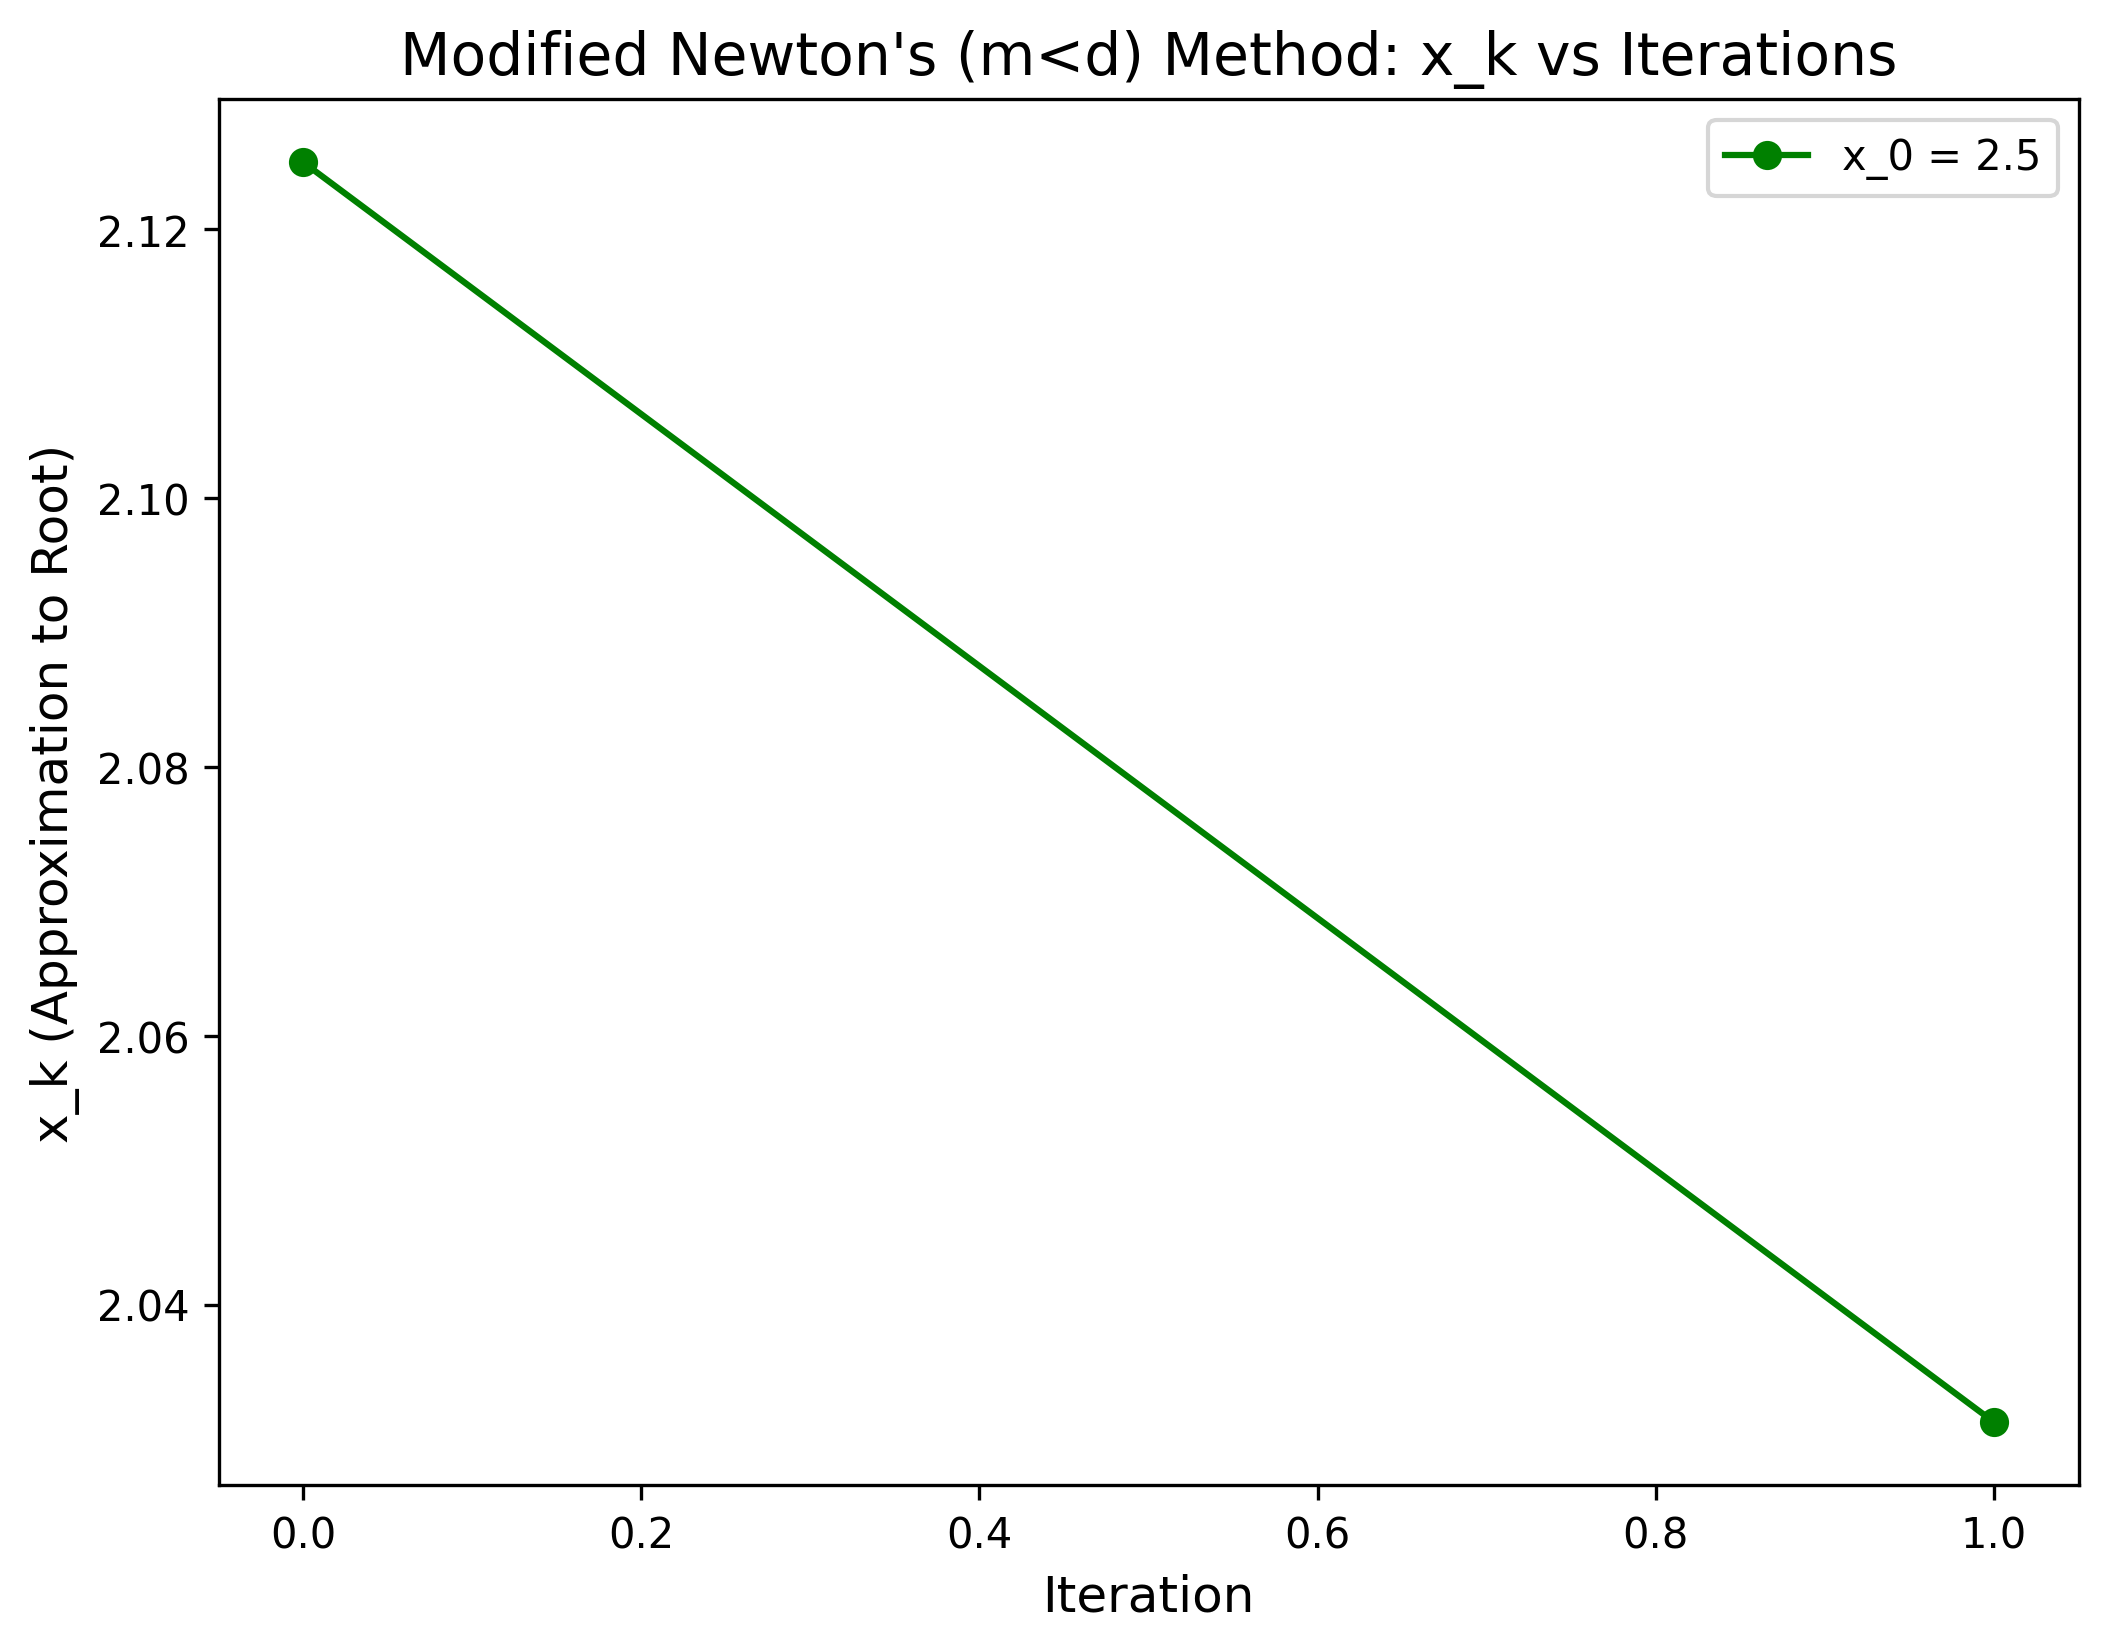 Modified Newton's (m<d) Method: x_k vs Iterations
x_0 = 2.5
x_k (Approximation to Root)
2.12
2.10
2.08
2.06
2.04
0.0 0.2 0.4 0.6 0.8 1.0
Iteration